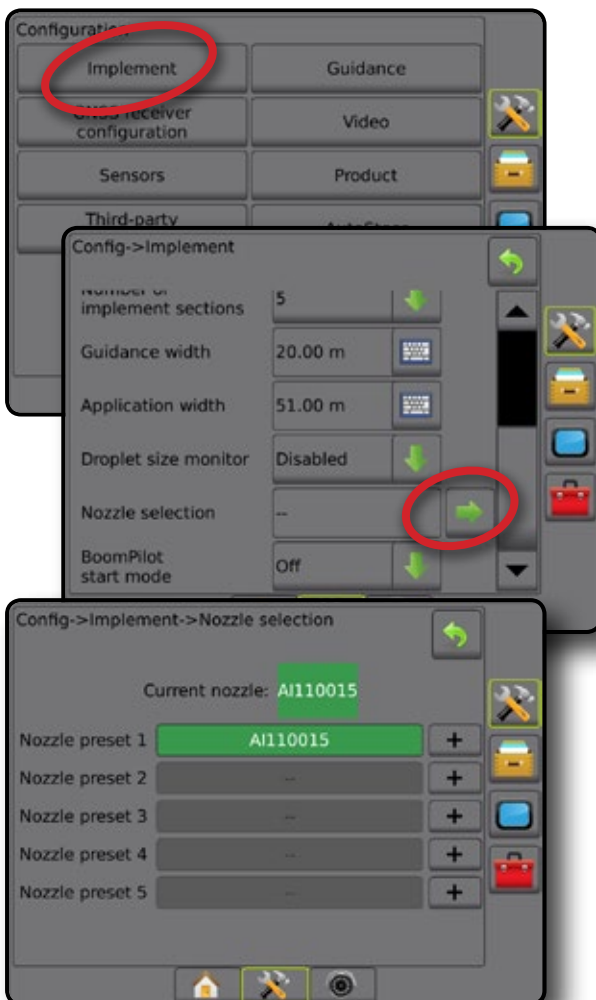 Configuration
Implement
Guidance
GNSS receiver
configuration
Video
Sensors
Product
Third-party
Config->Implement
Number of
implement sections
5
Guidance width
20.00 m
Application width
51.00 m
Droplet size monitor
Disabled
Nozzle selection
--
BoomPilot
start mode
Off
Config->Implement->Nozzle selection
Current nozzle: AI110015
Nozzle preset 1 AI110015 +
Nozzle preset 2 -- +
Nozzle preset 3 -- +
Nozzle preset 4 -- +
Nozzle preset 5 -- +